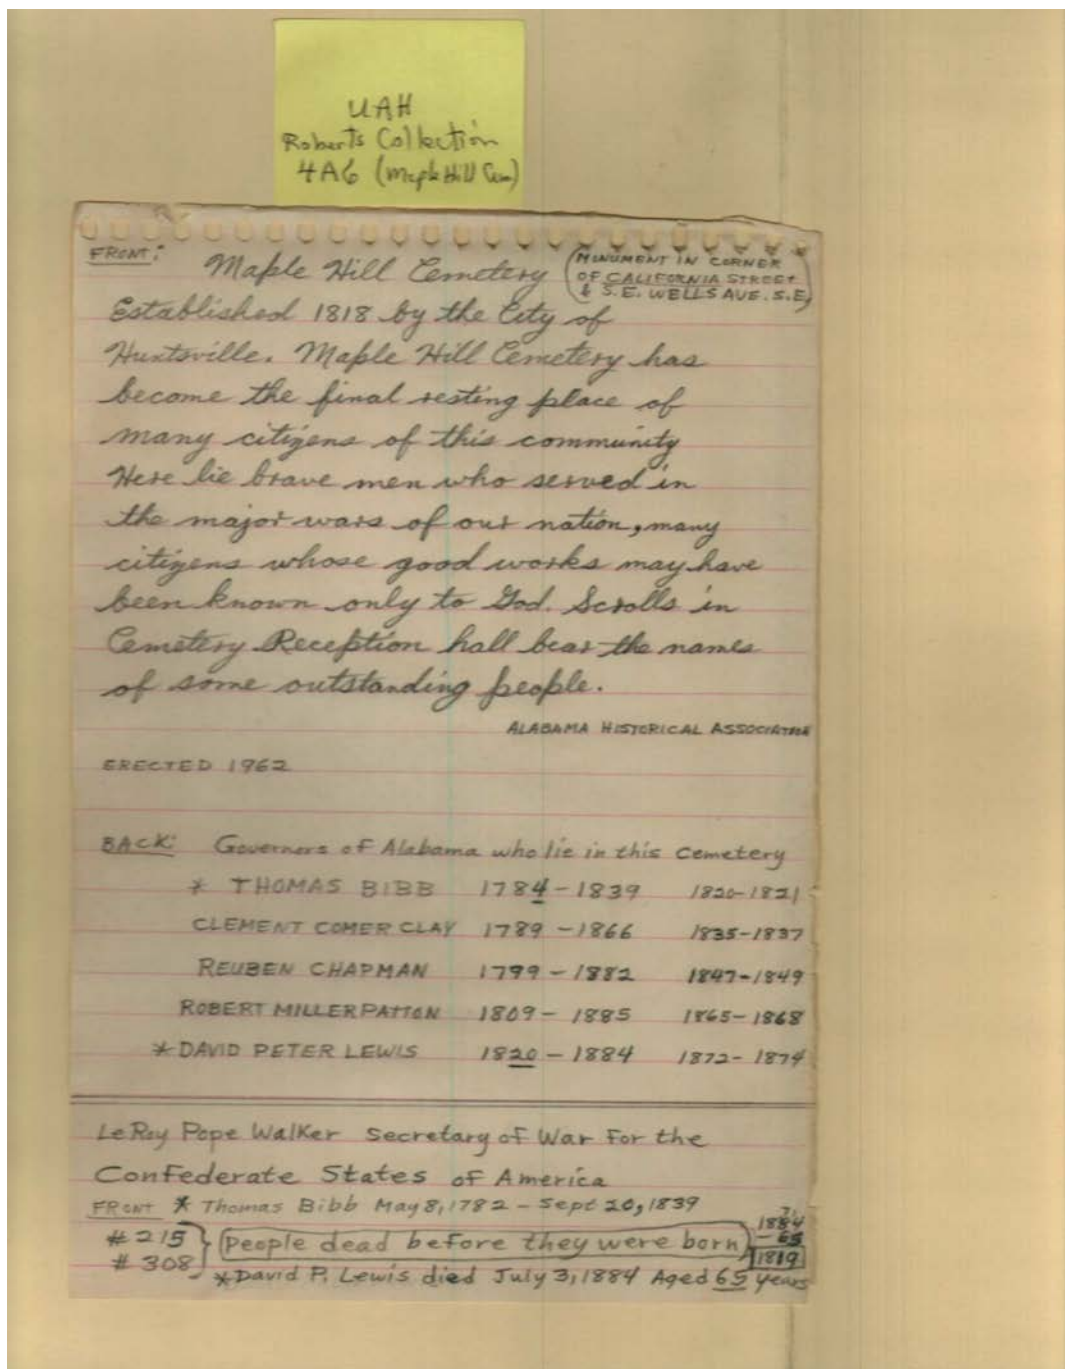 UAH
Roberts Collection
4A6 (Maple Hill Cem)
FRONT: Maple Hill Cemetery (MONUMENT IN CORNER
OF CALIFORNIA STREET
& S.E. WELLS AVE. S.E)
Established 1818 by the City of
Huntsville. Maple Hill Cemetery has
become the final resting place of
many citizens of this community
Here lie brave men who served in
the major wars of our nation, many
citizens whose good works may have
been known only to God. Scrolls in
Cemetery Reception hall bear the names
of some outstanding people.
ALABAMA HISTORICAL ASSOCIATION
ERECTED 1962
BACK: Governors of Alabama who lie in this Cemetery
* THOMAS BIBB 1784-1839 1820-1821
CLEMENT COMER CLAY 1789-1866 1835-1837
REUBEN CHAPMAN 1799-1882 1847-1849
ROBERT MILLER PATTON 1809-1885 1865-1868
* DAVID PETER LEWIS 1820-1884 1872-1874
LeRoy Pope Walker Secretary of War For the
Confederate States of America
FRONT * Thomas Bibb May 8, 1782 - Sept 20, 1839
#215 } People dead before they were born 1884
#308 - 65
1819
*David P. Lewis died July 3, 1884 Aged 65 years